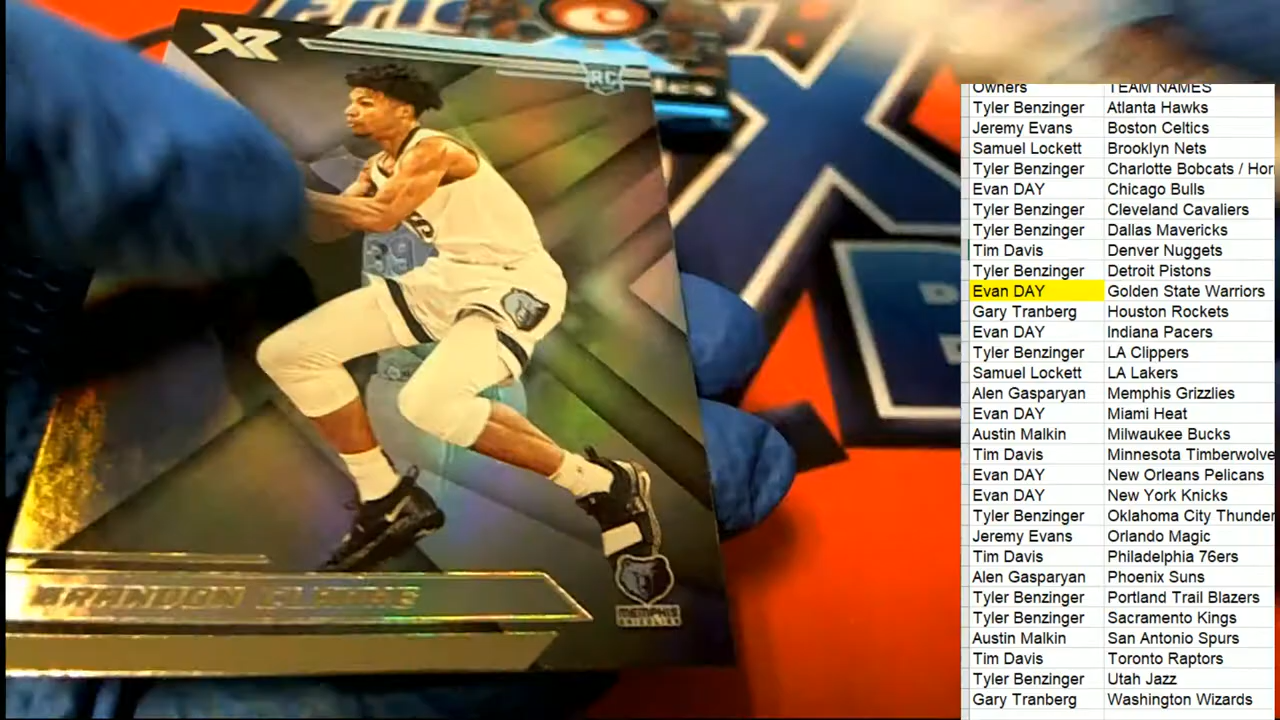 XR
RC
BRANDON CLARKE
MEMPHIS
GRIZZLIES
Owners TEAM NAMES
Tyler Benzinger Atlanta Hawks
Jeremy Evans Boston Celtics
Samuel Lockett Brooklyn Nets
Tyler Benzinger Charlotte Bobcats / Hor
Evan DAY Chicago Bulls
Tyler Benzinger Cleveland Cavaliers
Tyler Benzinger Dallas Mavericks
Tim Davis Denver Nuggets
Tyler Benzinger Detroit Pistons
Evan DAY Golden State Warriors
Gary Tranberg Houston Rockets
Evan DAY Indiana Pacers
Tyler Benzinger LA Clippers
Samuel Lockett LA Lakers
Alen Gasparyan Memphis Grizzlies
Evan DAY Miami Heat
Austin Malkin Milwaukee Bucks
Tim Davis Minnesota Timberwolve
Evan DAY New Orleans Pelicans
Evan DAY New York Knicks
Tyler Benzinger Oklahoma City Thunder
Jeremy Evans Orlando Magic
Tim Davis Philadelphia 76ers
Alen Gasparyan Phoenix Suns
Tyler Benzinger Portland Trail Blazers
Tyler Benzinger Sacramento Kings
Austin Malkin San Antonio Spurs
Tim Davis Toronto Raptors
Tyler Benzinger Utah Jazz
Gary Tranberg Washington Wizards